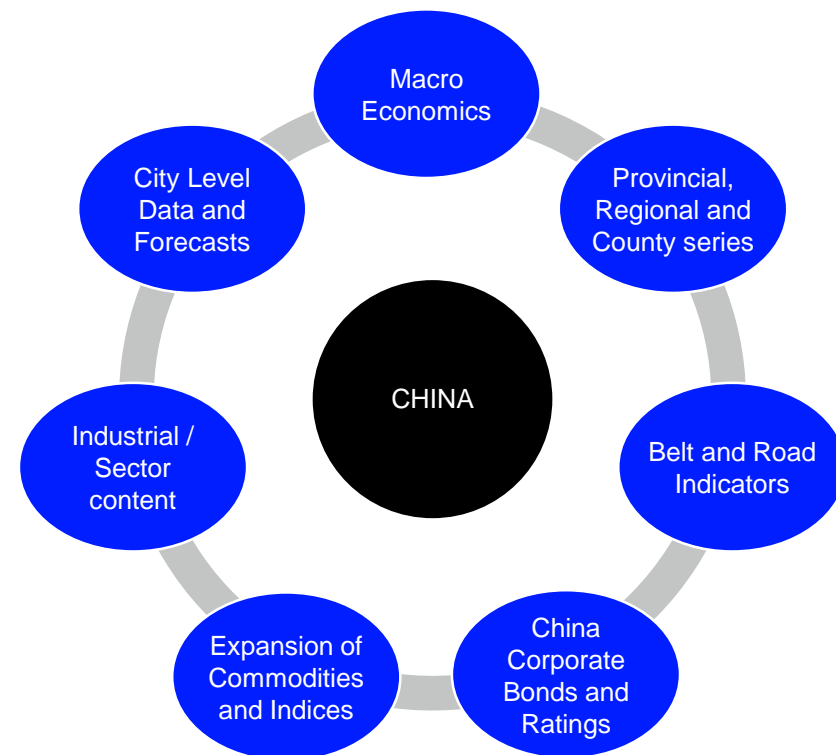 Macro
Economics
Provincial,
Regional and
County series
Belt and Road
Indicators
China
Corporate
Bonds and
Ratings
Expansion of
Commodities
and Indices
Industrial /
Sector
content
City Level
Data and
Forecasts
CHINA